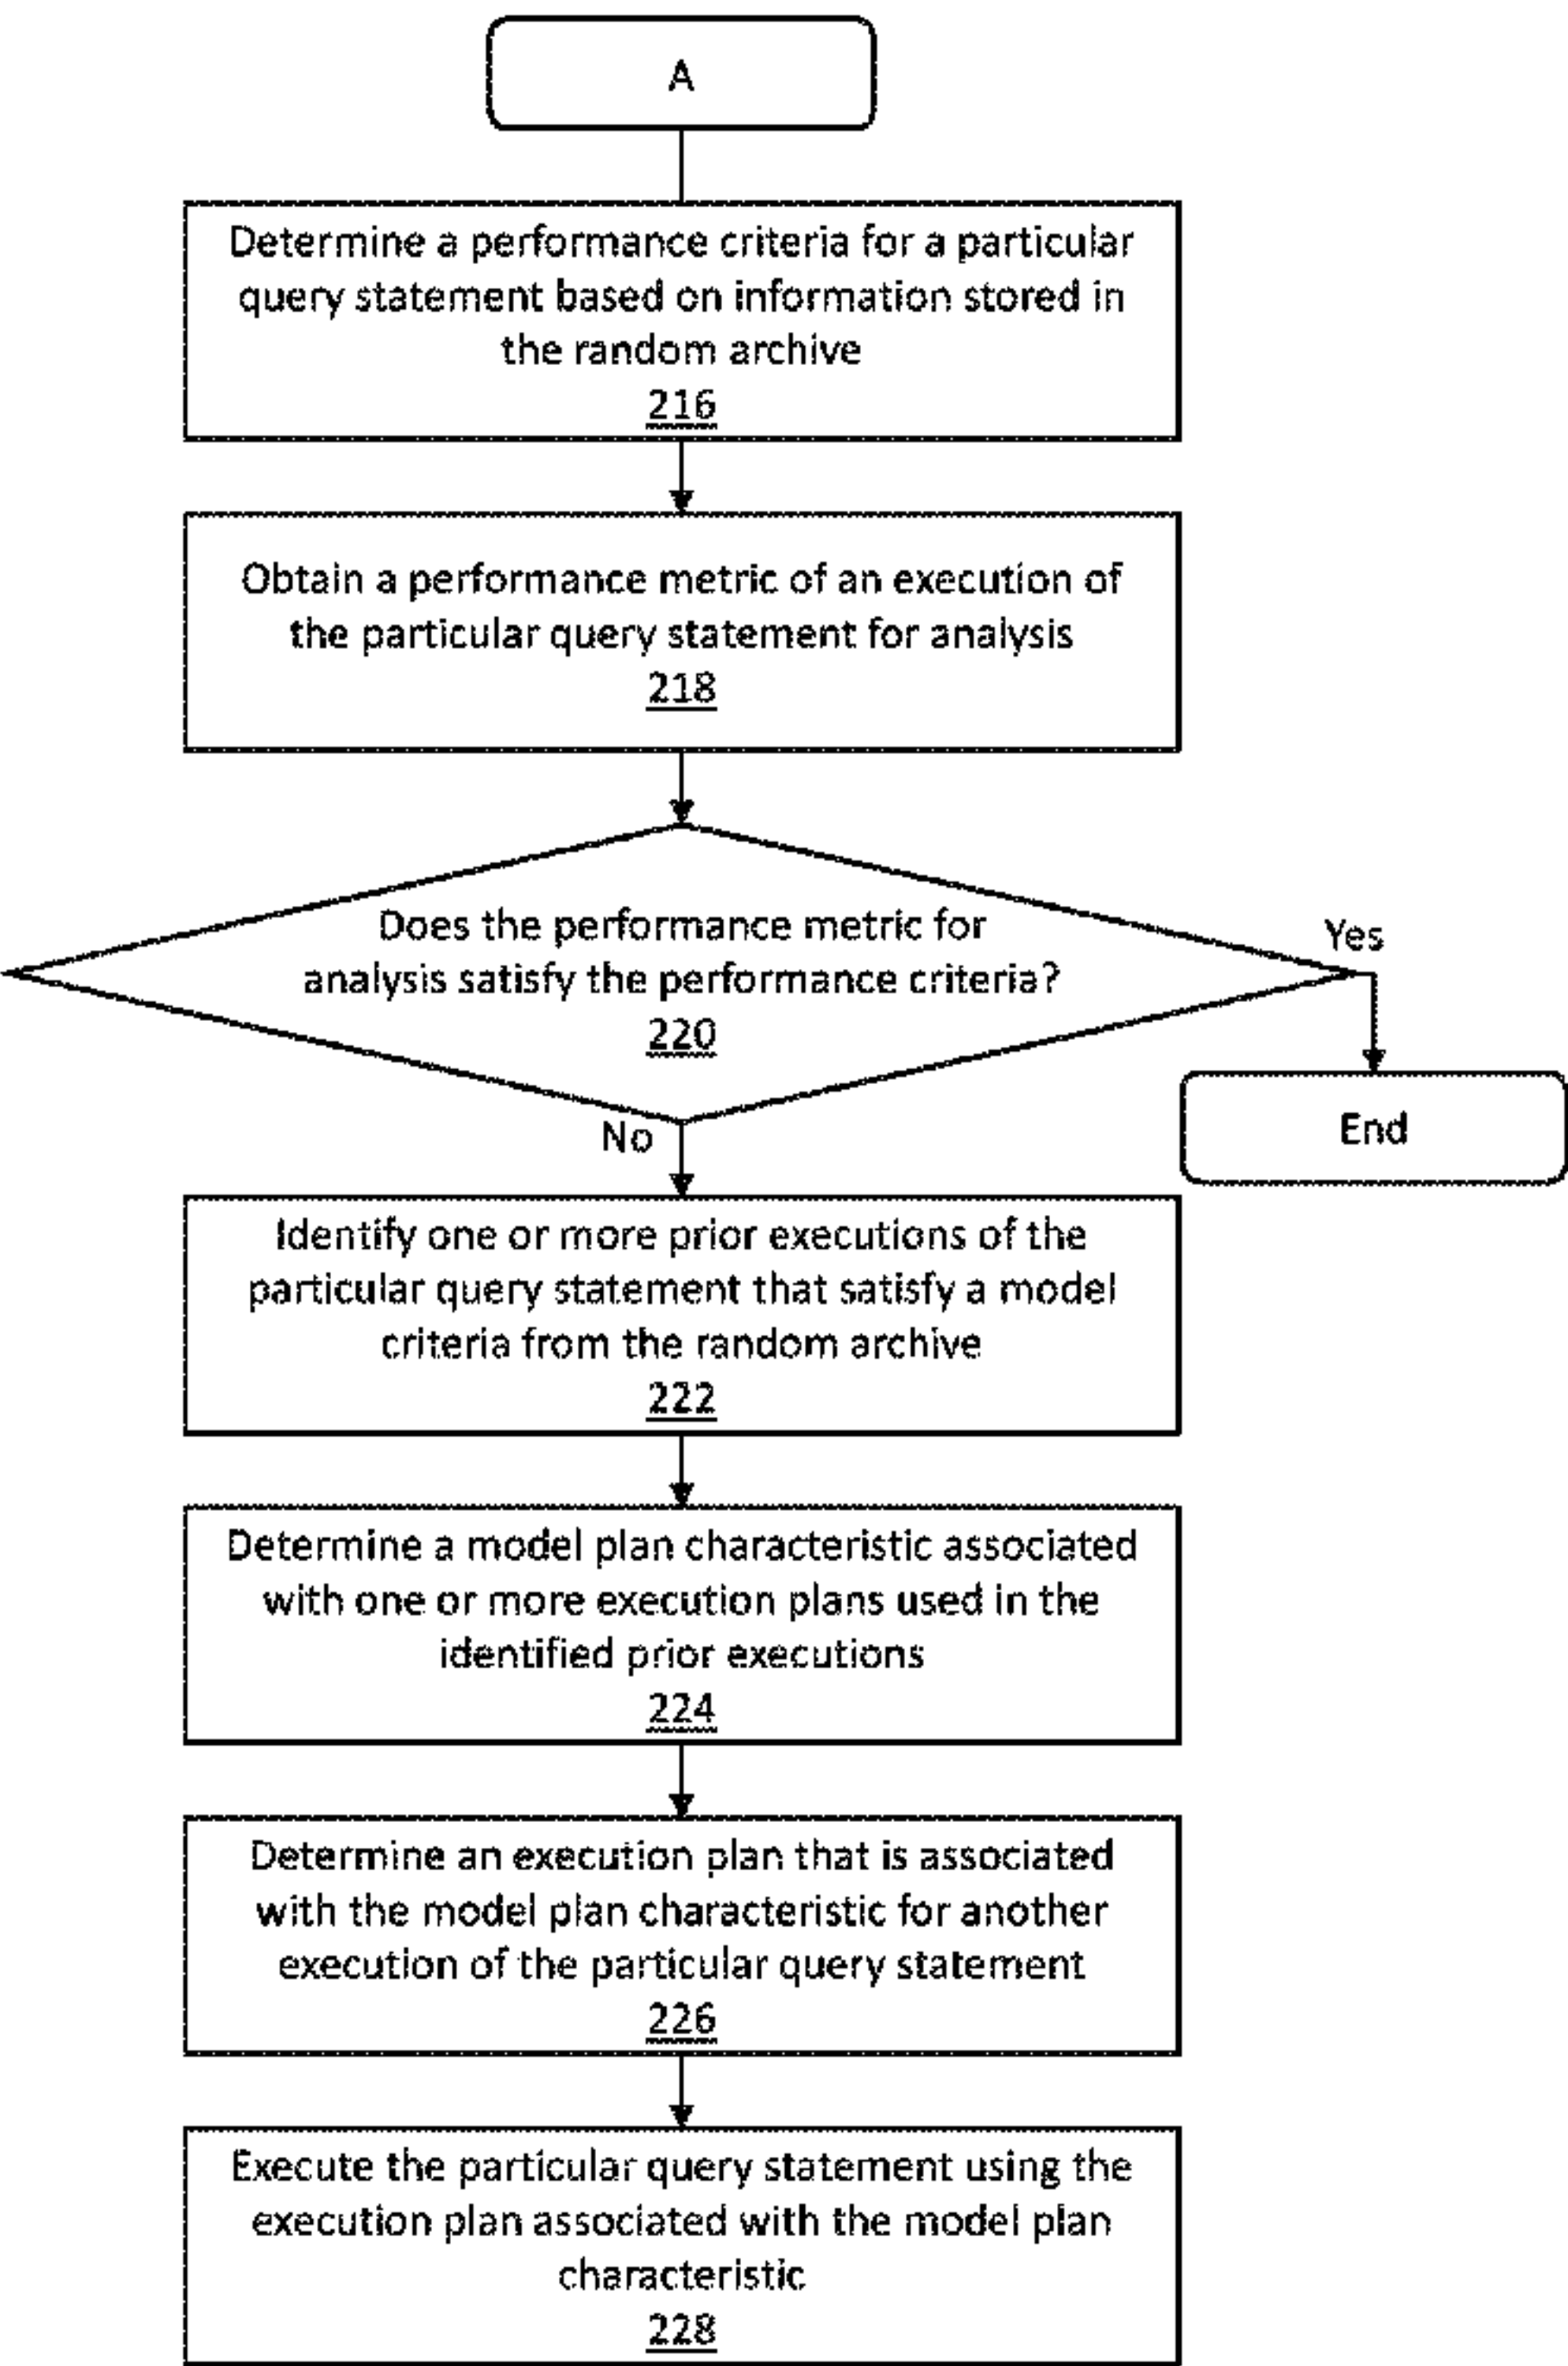 A
Determine a performance criteria for a particular
query statement based on information stored in
the random archive
216
Obtain a performance metric of an execution of
the particular query statement for analysis
218
Does the performance metric for
analysis satisfy the performance criteria?
220
Yes
End
No
Identify one or more prior executions of the
particular query statement that satisfy a model
criteria from the random archive
222
Determine a model plan characteristic associated
with one or more execution plans used in the
identified prior executions
224
Determine an execution plan that is associated
with the model plan characteristic for another
execution of the particular query statement
226
Execute the particular query statement using the
execution plan associated with the model plan
characteristic
228